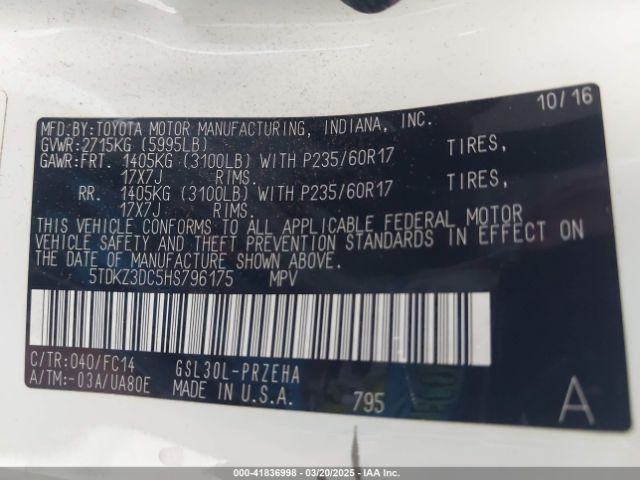 10/16
MFD.BY:TOYOTA MOTOR MANUFACTURING, INDIANA, INC.
GVWR:2715KG (5995LB)
GAWR:FRT. 1405KG (3100LB) WITH P235/60R17 TIRES,
17X7J RIMS.
RR. 1405KG (3100LB) WITH P235/60R17 TIRES,
17X7J RIMS.
THIS VEHICLE CONFORMS TO ALL APPLICABLE FEDERAL MOTOR
VEHICLE SAFETY AND THEFT PREVENTION STANDARDS IN EFFECT ON
THE DATE OF MANUFACTURE SHOWN ABOVE.
5TDKZ3DC5HS796175 MPV
C/TR:040/FC14 GSL30L-PRZEHA
A/TM:-03A/UA80E MADE IN U.S.A. 795 A
000-41836998 — 03/20/2025 — IAAI.COM